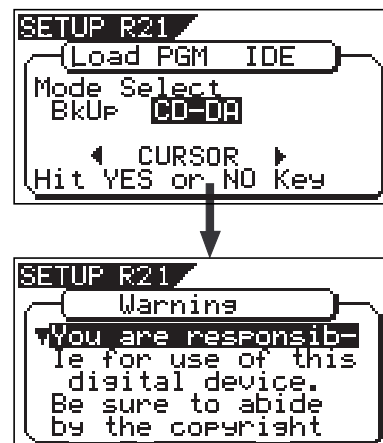 SETUP R21
Load PGM IDE
Mode Select
BkUp CD-DA
◀ CURSOR ▶
Hit YES or NO Key
SETUP R21
Warning
▼You are responsib-
le for use of this
digital device.
Be sure to abide
by the copyright